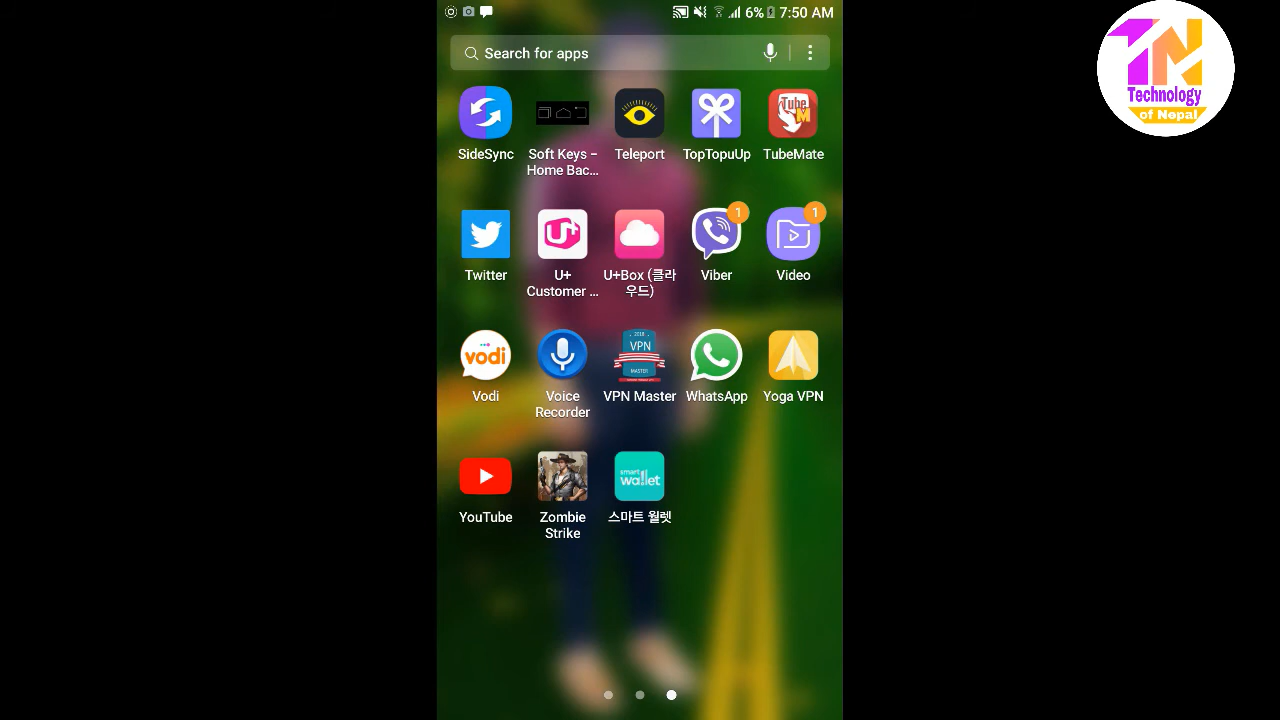 6% 7:50 AM
Search for apps
TN
Technology
of Nepal
Tube
M
SideSync
Soft Keys –
Home Bac...
Teleport
TopTopuUp
TubeMate
U+
1
1
Twitter
U+
Customer ...
U+Box (클라
우드)
Viber
Video
vodi
2018
VPN
MASTER
Vodi
Voice
Recorder
VPN Master
WhatsApp
Yoga VPN
smart
wallet
YouTube
Zombie
Strike
스마트 월렛